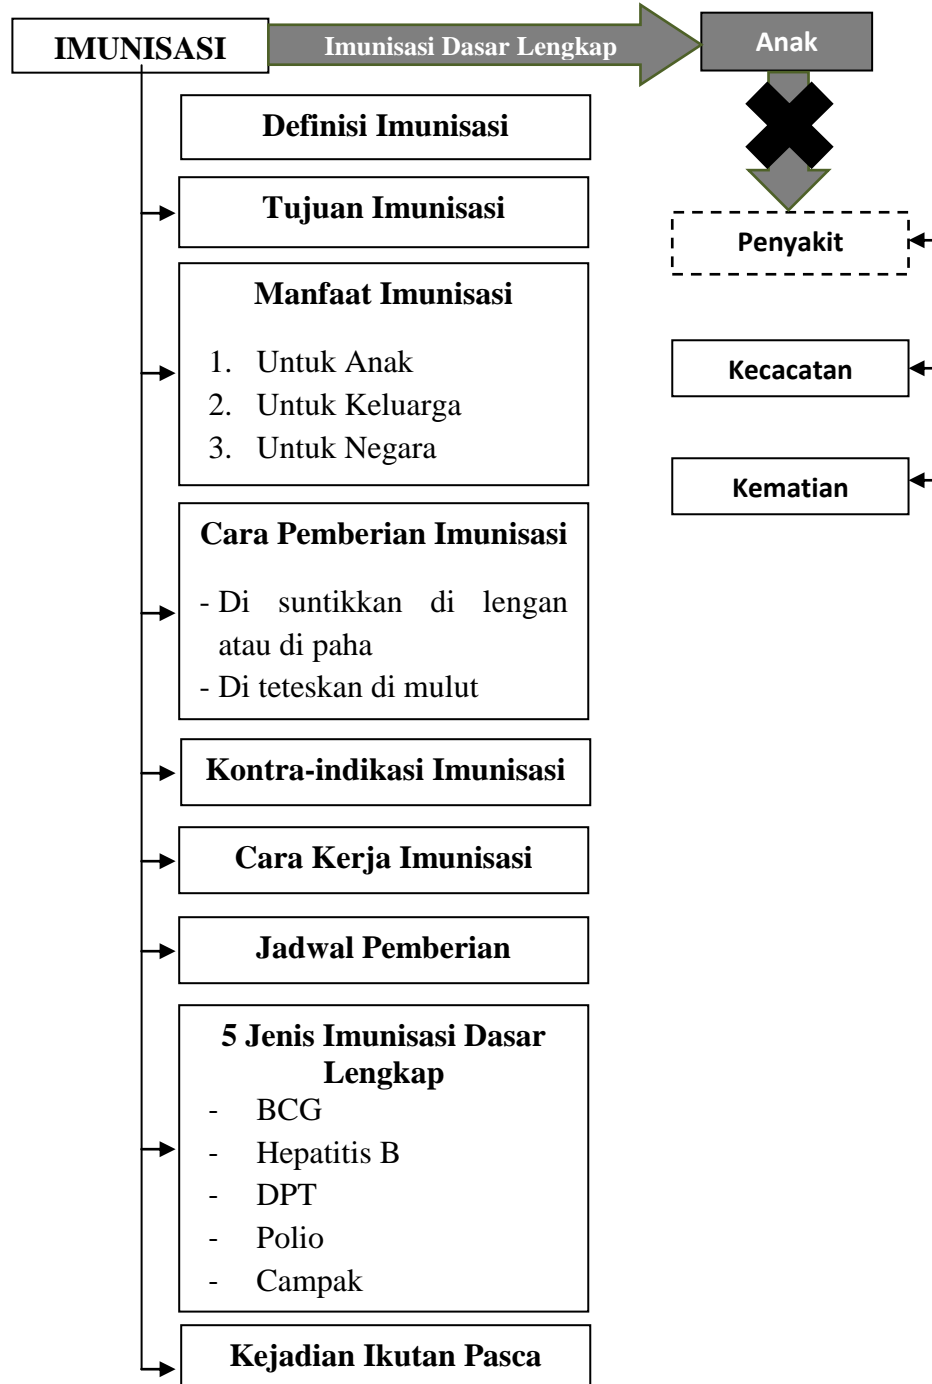 IMUNISASI
Imunisasi Dasar Lengkap
Anak
Definisi Imunisasi
Tujuan Imunisasi
Manfaat Imunisasi
1. Untuk Anak
2. Untuk Keluarga
3. Untuk Negara
Cara Pemberian Imunisasi
- Di suntikkan di lengan
atau di paha
- Di teteskan di mulut
Kontra-indikasi Imunisasi
Cara Kerja Imunisasi
Jadwal Pemberian
5 Jenis Imunisasi Dasar
Lengkap
- BCG
- Hepatitis B
- DPT
- Polio
- Campak
Kejadian Ikutan Pasca
Penyakit
Kecacatan
Kematian